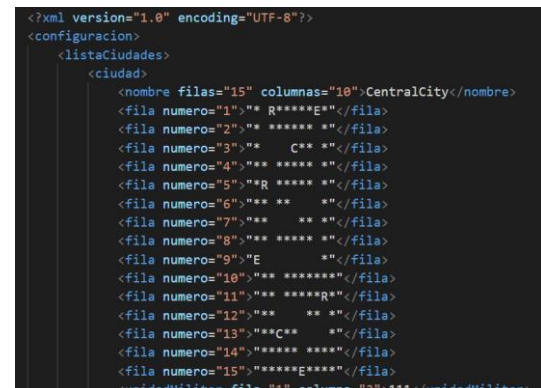 <?xml version="1.0" encoding="UTF-8"?>
<configuracion>
    <listaCiudades>
        <ciudad>
            <nombre filas="15" columnas="10">CentralCity</nombre>
            <fila numero="1">"* R*****E*"</fila>
            <fila numero="2">"* ****** *"</fila>
            <fila numero="3">"*    C** *"</fila>
            <fila numero="4">"** ***** *"</fila>
            <fila numero="5">"*R ***** *"</fila>
            <fila numero="6">"** **    *"</fila>
            <fila numero="7">"**    ** *"</fila>
            <fila numero="8">"** ***** *"</fila>
            <fila numero="9">"E        *"</fila>
            <fila numero="10">"** *******"</fila>
            <fila numero="11">"** *****R*"</fila>
            <fila numero="12">"**    ** *"</fila>
            <fila numero="13">"**C**    *"</fila>
            <fila numero="14">"***** ****"</fila>
            <fila numero="15">"*****E****"</fila>